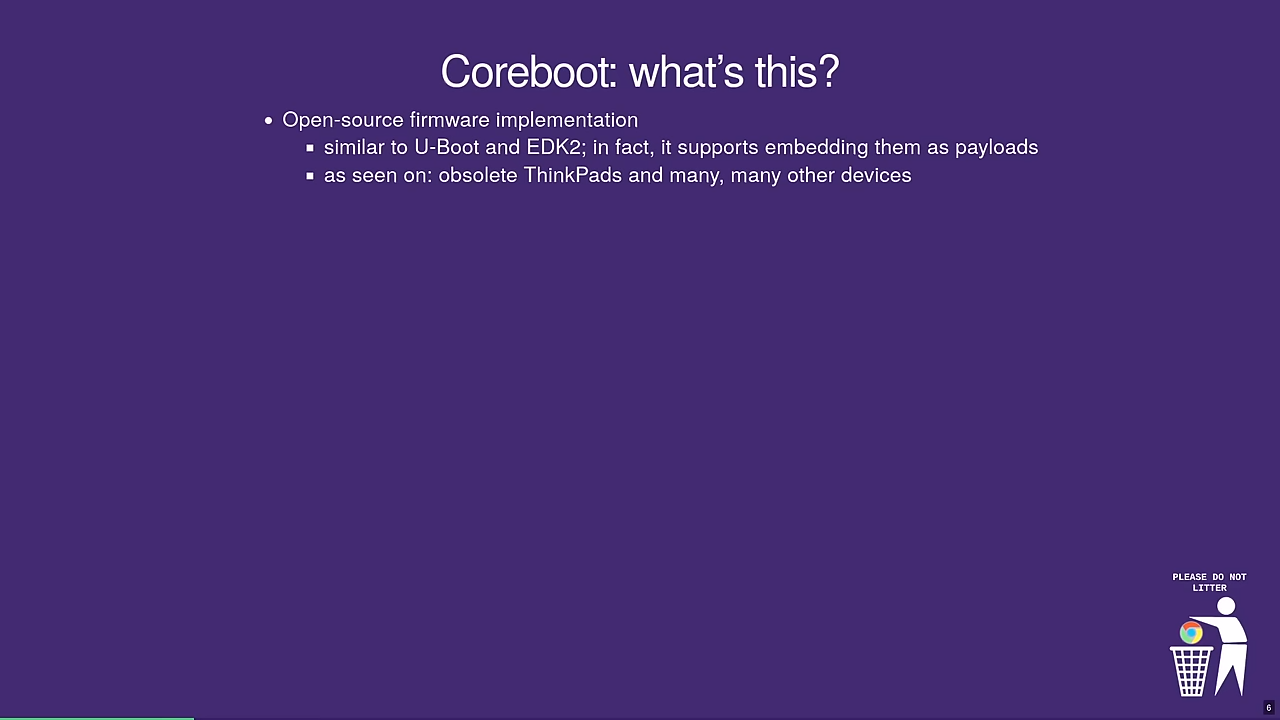 Coreboot: what's this?
Open-source firmware implementation
similar to U-Boot and EDK2; in fact, it supports embedding them as payloads
as seen on: obsolete ThinkPads and many, many other devices
PLEASE DO NOT
LITTER
6